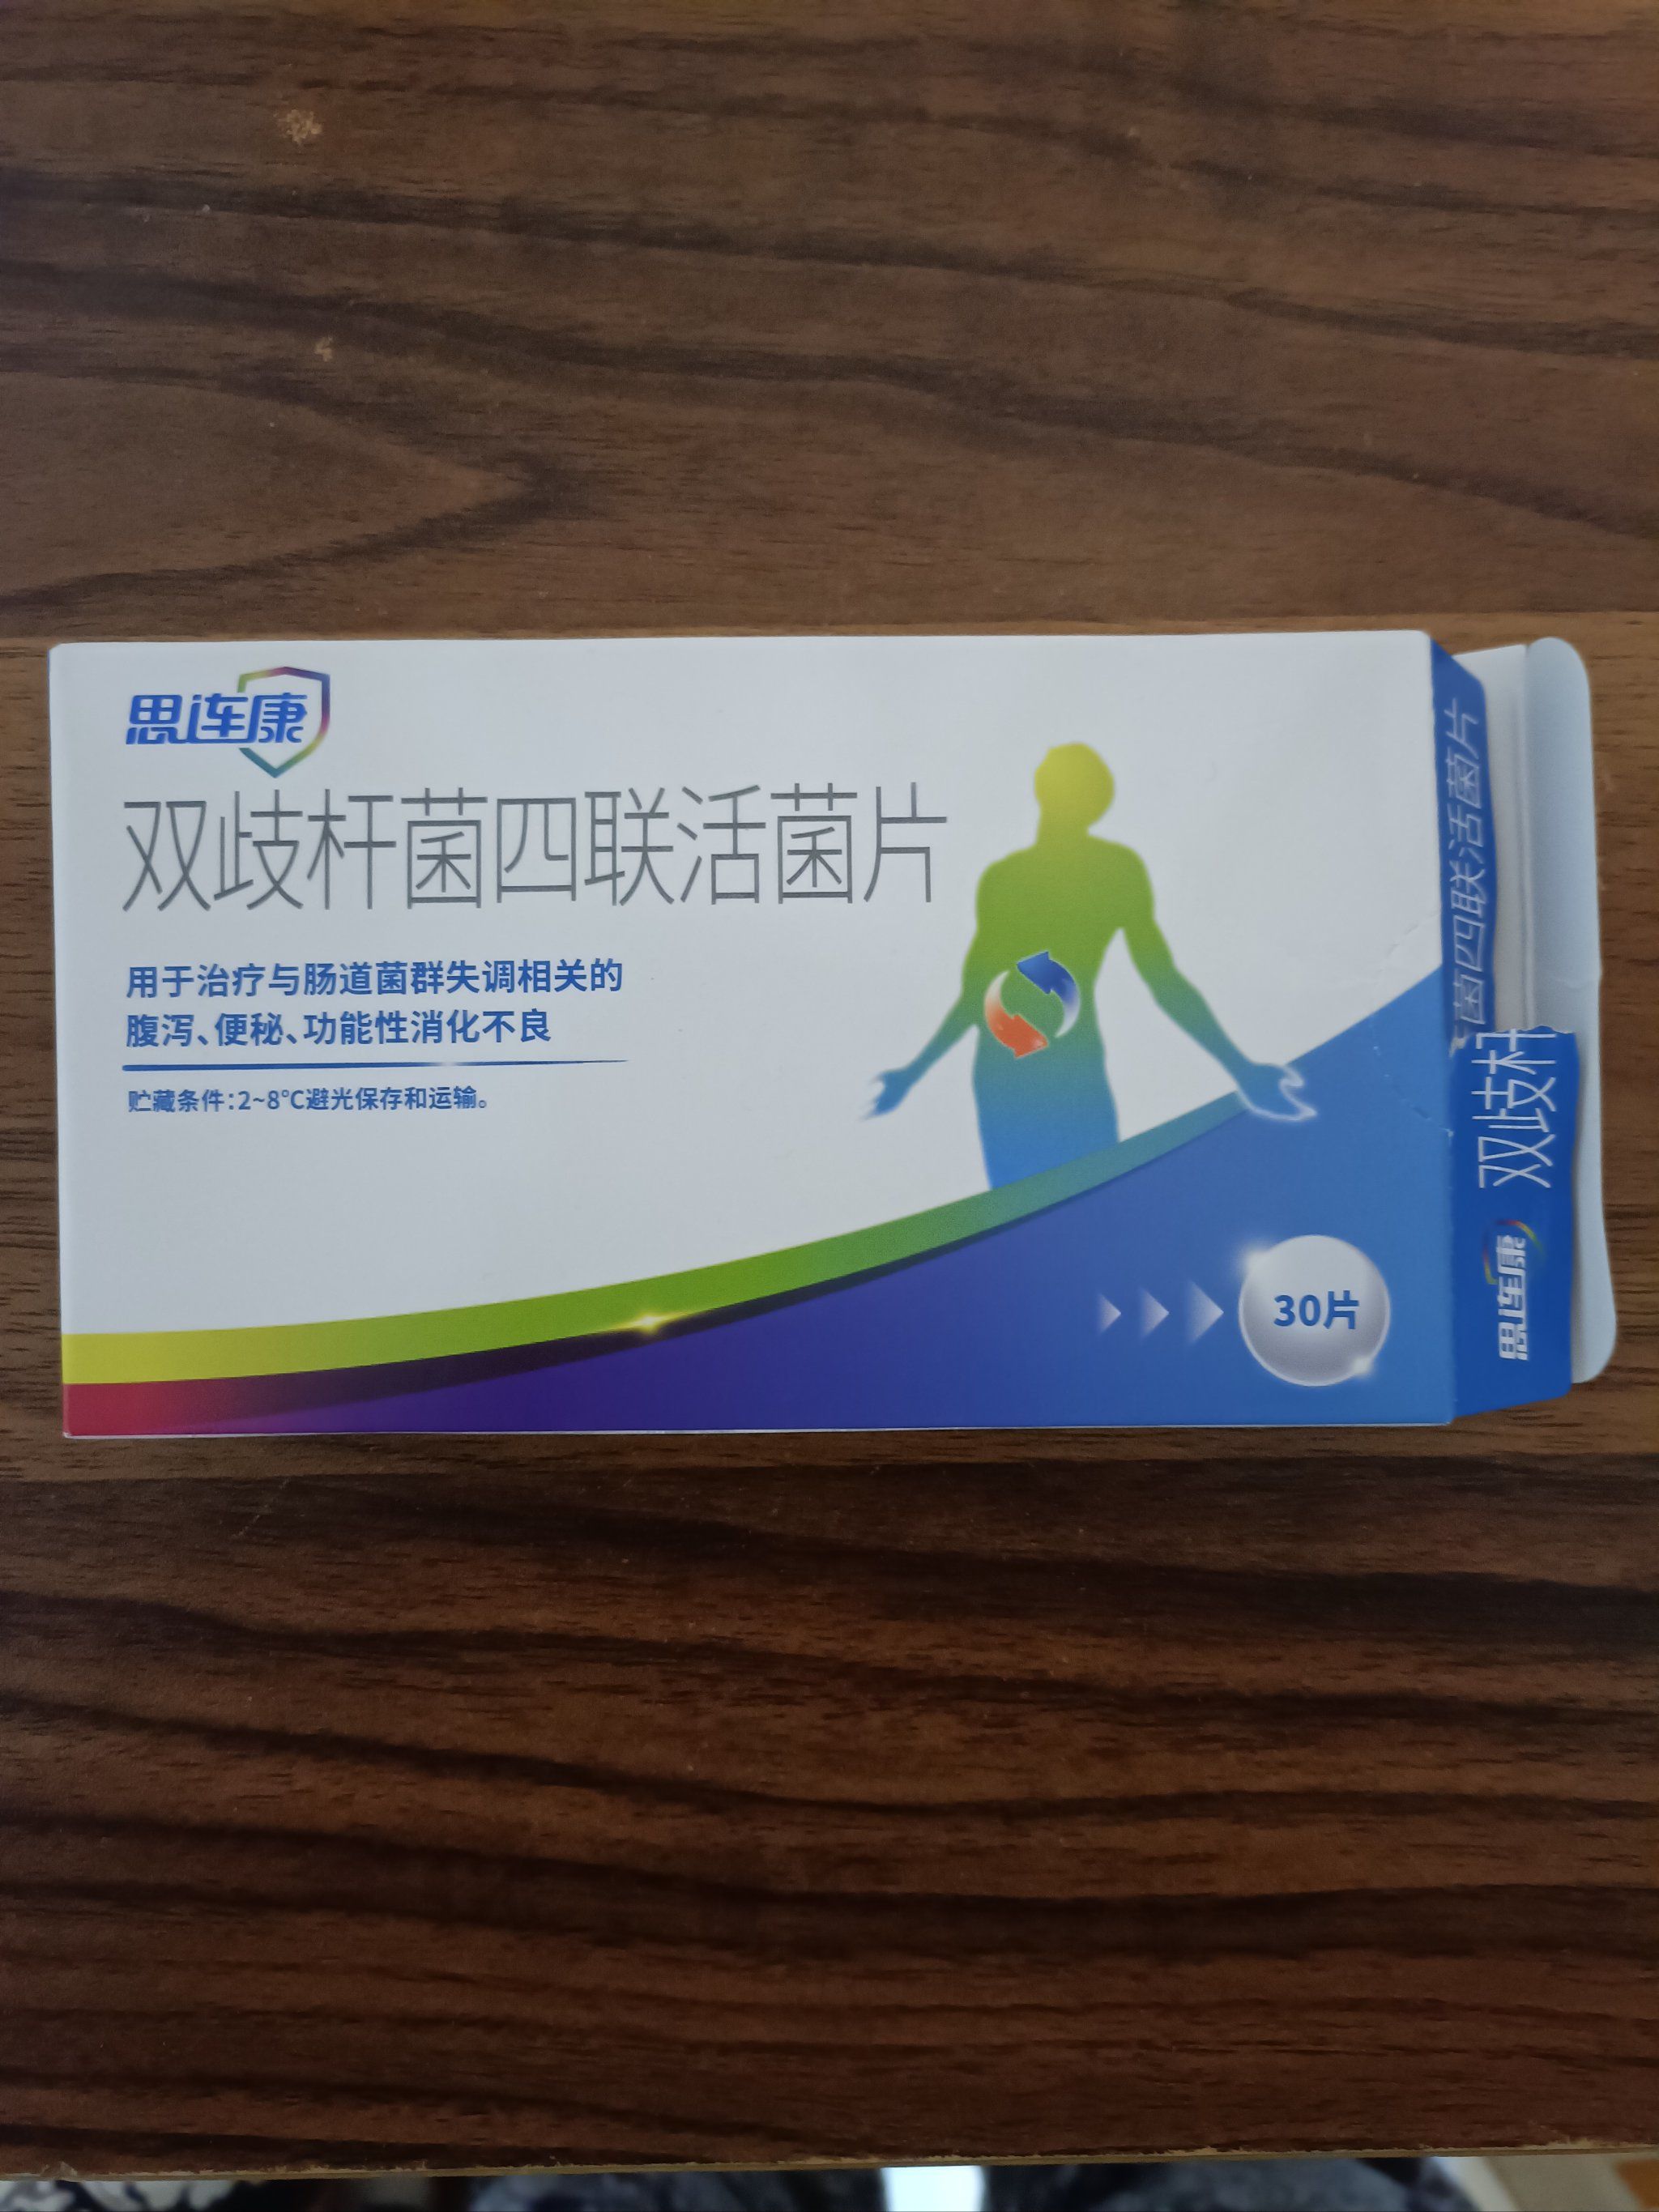 思连康
双歧杆菌四联活菌片
用于治疗与肠道菌群失调相关的
腹泻、便秘、功能性消化不良
贮藏条件：2~8℃避光保存和运输。
30片
菌四联活菌片
思连康 双歧杆